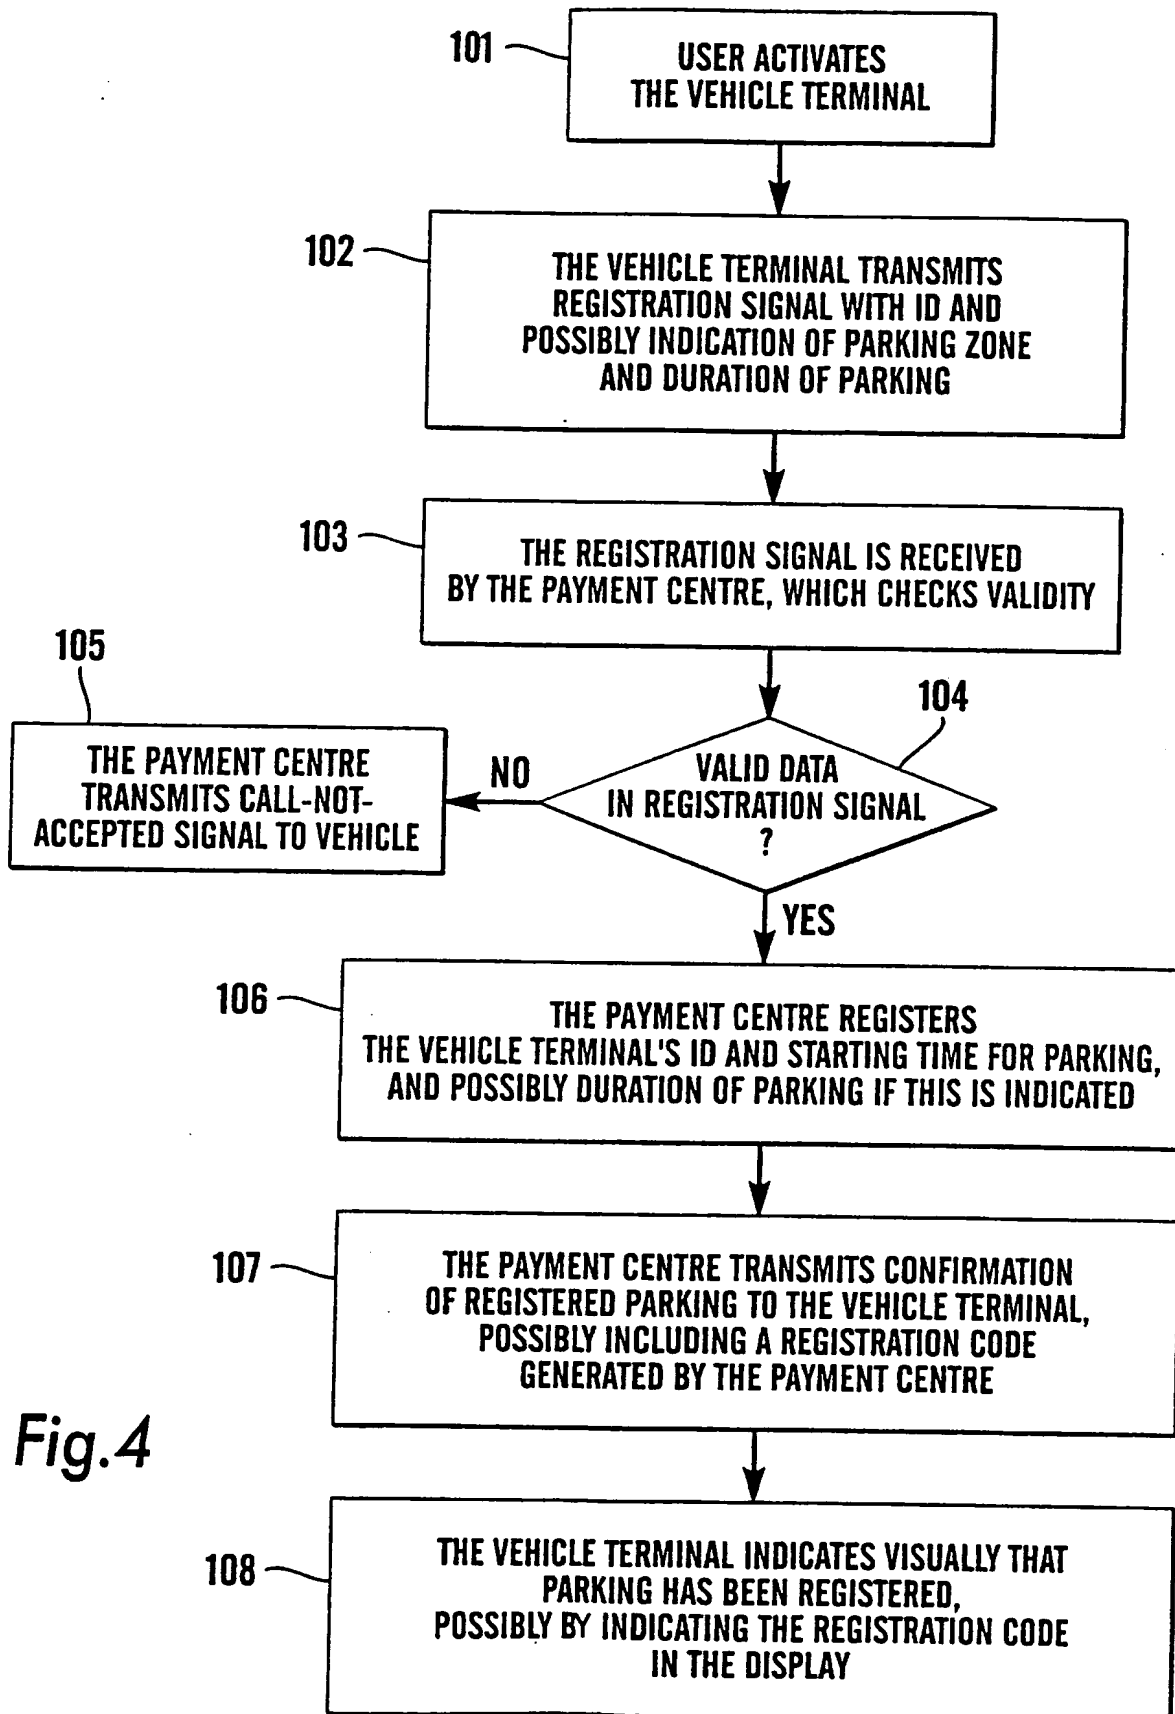 101
USER ACTIVATES
THE VEHICLE TERMINAL
102
THE VEHICLE TERMINAL TRANSMITS
REGISTRATION SIGNAL WITH ID AND
POSSIBLY INDICATION OF PARKING ZONE
AND DURATION OF PARKING
103
THE REGISTRATION SIGNAL IS RECEIVED
BY THE PAYMENT CENTRE, WHICH CHECKS VALIDITY
104
VALID DATA
IN REGISTRATION SIGNAL
?
NO
105
THE PAYMENT CENTRE
TRANSMITS CALL-NOT-
ACCEPTED SIGNAL TO VEHICLE
YES
106
THE PAYMENT CENTRE REGISTERS
THE VEHICLE TERMINAL'S ID AND STARTING TIME FOR PARKING,
AND POSSIBLY DURATION OF PARKING IF THIS IS INDICATED
107
THE PAYMENT CENTRE TRANSMITS CONFIRMATION
OF REGISTERED PARKING TO THE VEHICLE TERMINAL,
POSSIBLY INCLUDING A REGISTRATION CODE
GENERATED BY THE PAYMENT CENTRE
108
THE VEHICLE TERMINAL INDICATES VISUALLY THAT
PARKING HAS BEEN REGISTERED,
POSSIBLY BY INDICATING THE REGISTRATION CODE
IN THE DISPLAY
Fig.4